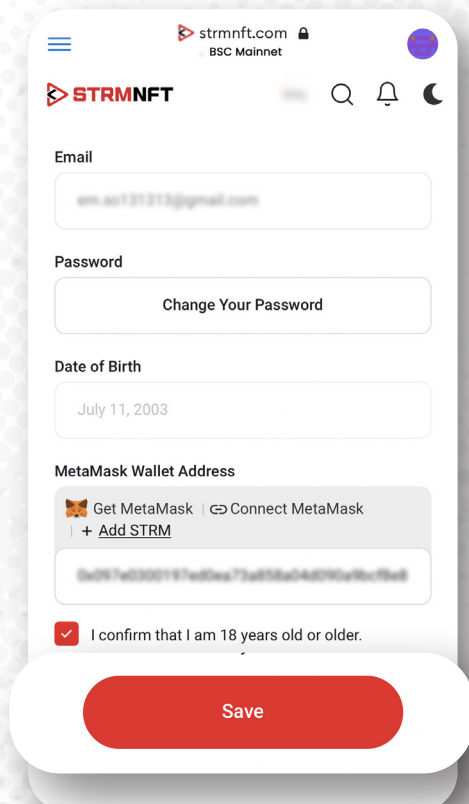 strmnft.com
BSC Mainnet
STRMNFT
Email
Password
Change Your Password
Date of Birth
July 11, 2003
MetaMask Wallet Address
Get MetaMask | Connect MetaMask
| + Add STRM
I confirm that I am 18 years old or older.
Save